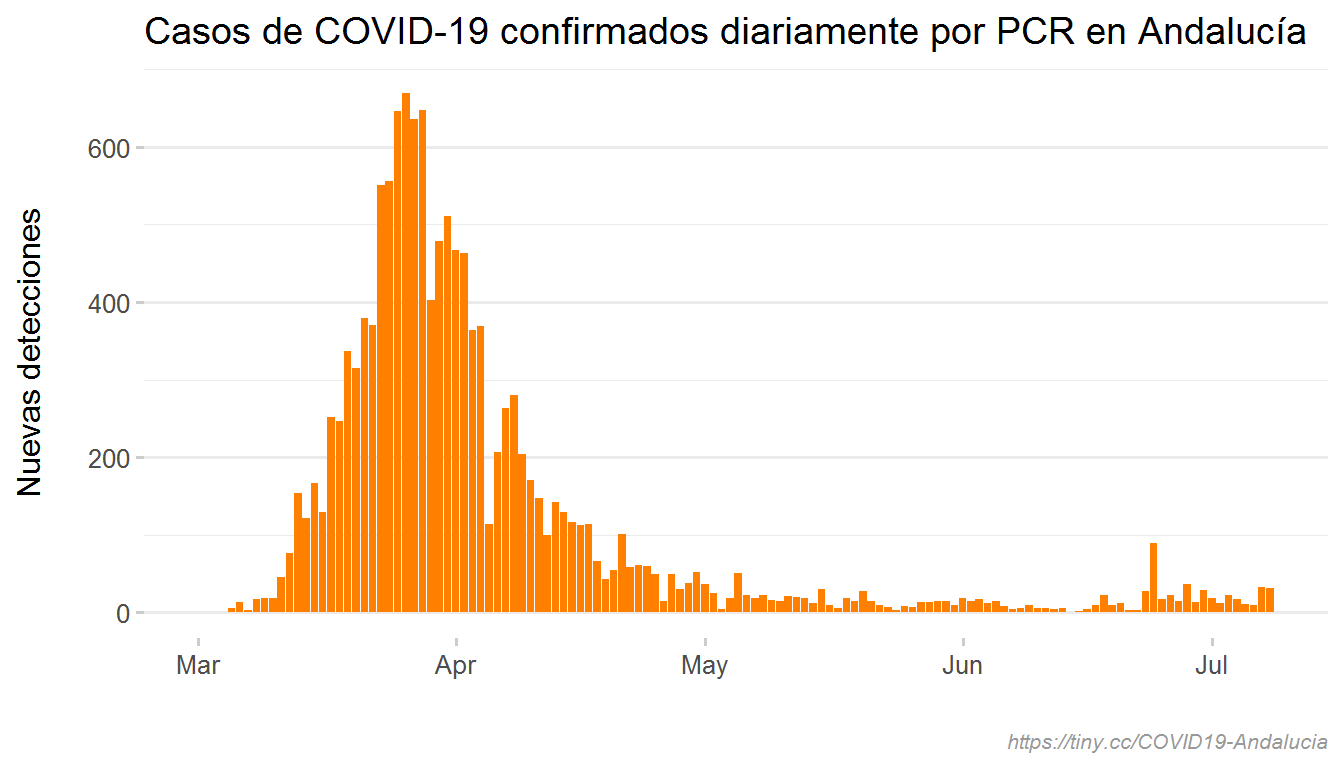 Casos de COVID-19 confirmados diariamente por PCR en Andalucía
Nuevas detecciones
600
400
200
0
Mar Apr May Jun Jul
https://tiny.cc/COVID19-Andalucia